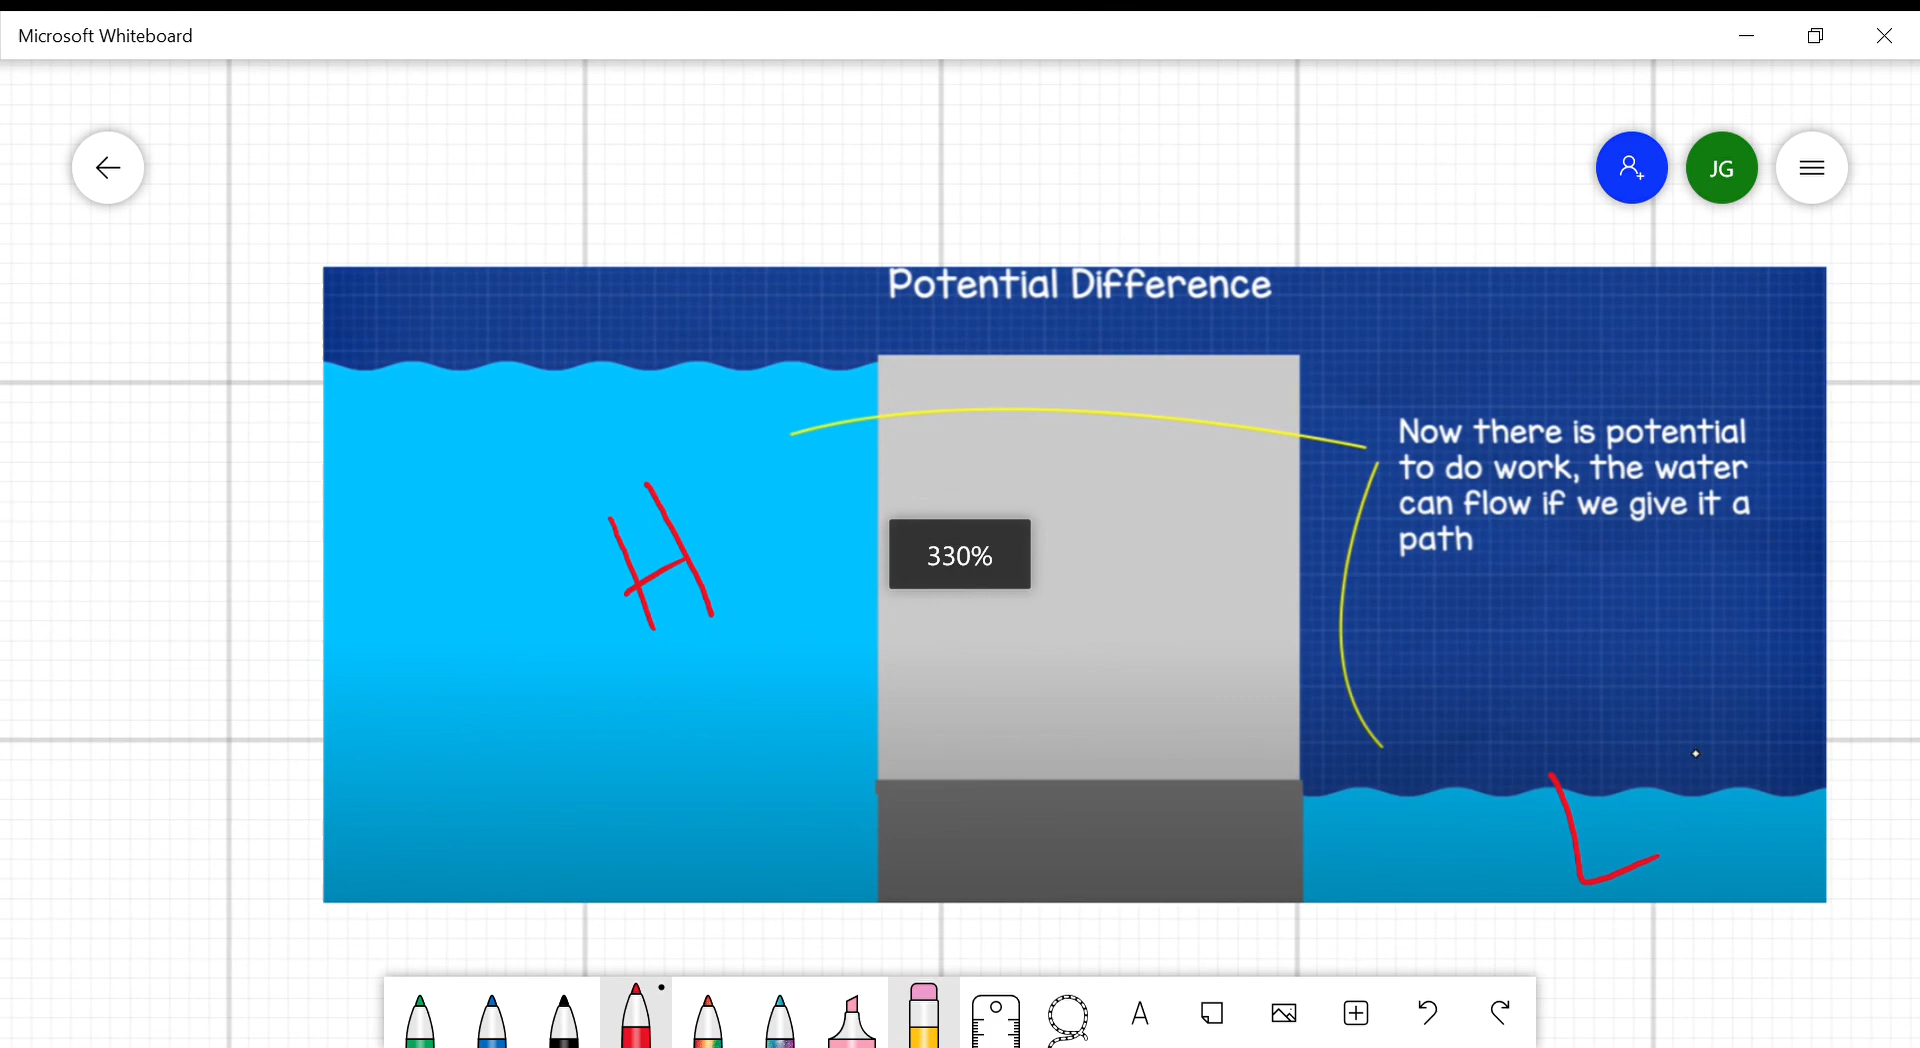 Microsoft Whiteboard
JG
Potential Difference
Now there is potential
to do work, the water
can flow if we give it a
path
H
330%
L
A